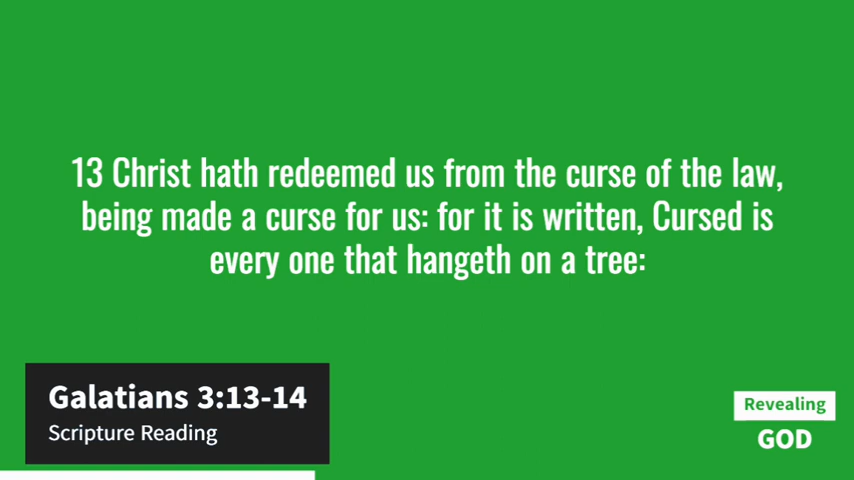 13 Christ hath redeemed us from the curse of the law,
being made a curse for us: for it is written, Cursed is
every one that hangeth on a tree:
Galatians 3:13-14
Scripture Reading
Revealing
GOD